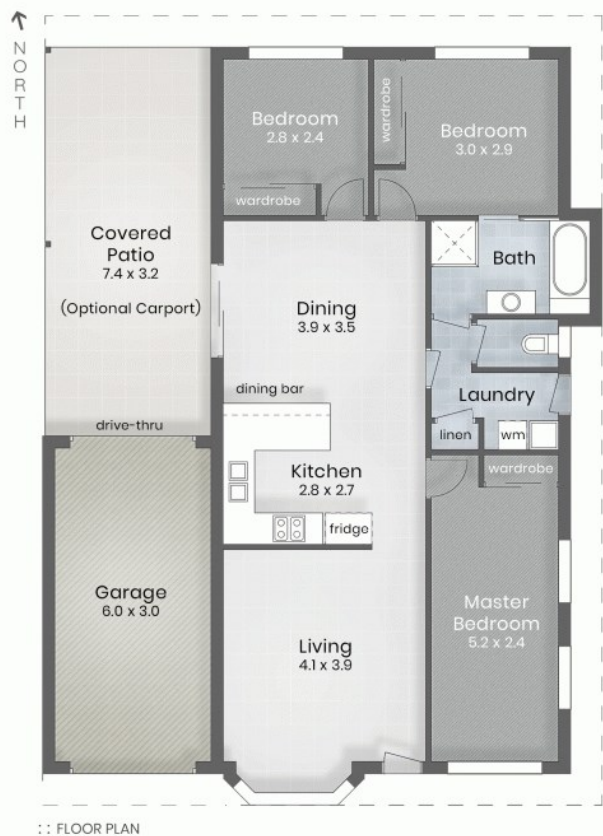 NORTH
Bedroom
2.8 x 2.4
wardrobe
wardrobe
Bedroom
3.0 x 2.9
Covered
Patio
7.4 x 3.2
(Optional Carport)
drive-thru
Dining
3.9 x 3.5
dining bar
Bath
Laundry
linen
wm
Kitchen
2.8 x 2.7
fridge
wardrobe
Garage
6.0 x 3.0
Living
4.1 x 3.9
Master
Bedroom
5.2 x 2.4
:: FLOOR PLAN